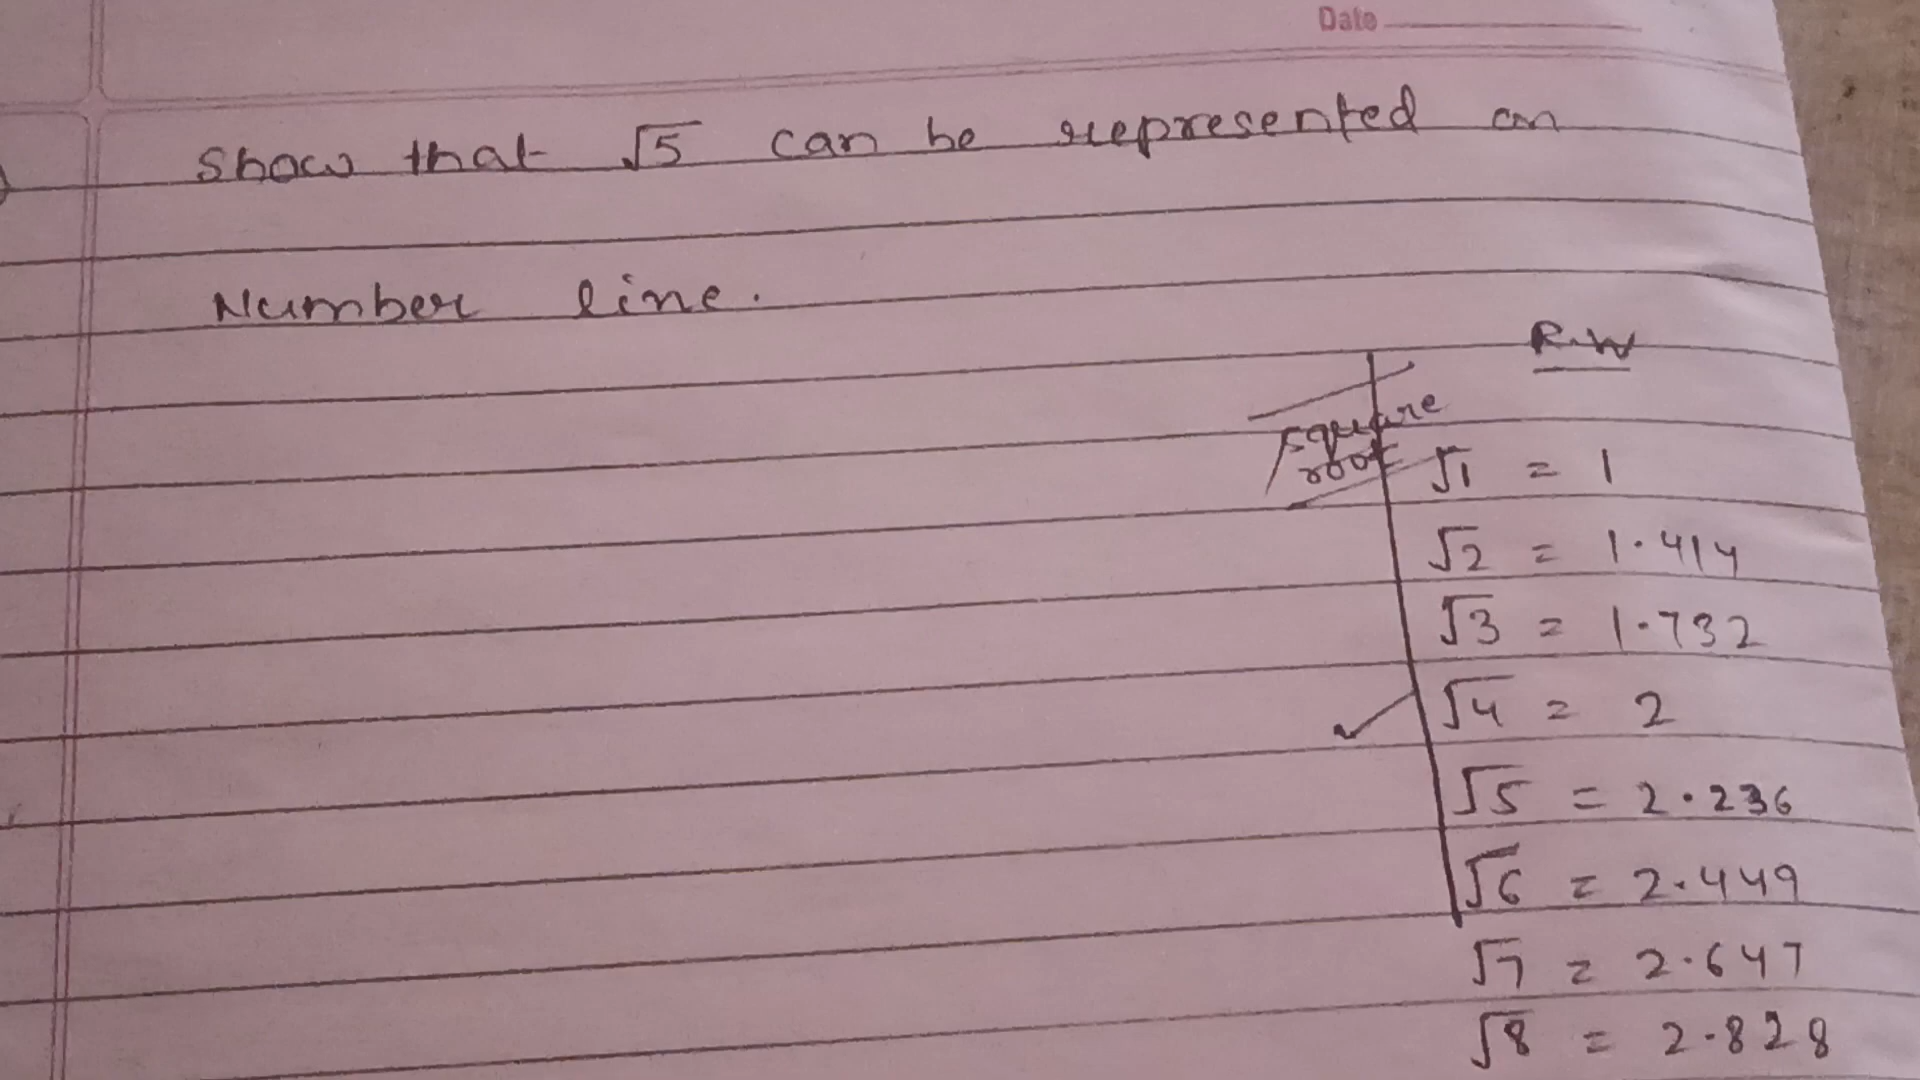 Date
Show that √5 can be represented on
Number line.
R.W
square
root
√1 = 1
√2 = 1.414
√3 = 1.732
√4 = 2
√5 = 2.236
√6 = 2.449
√7 = 2.647
√8 = 2.828